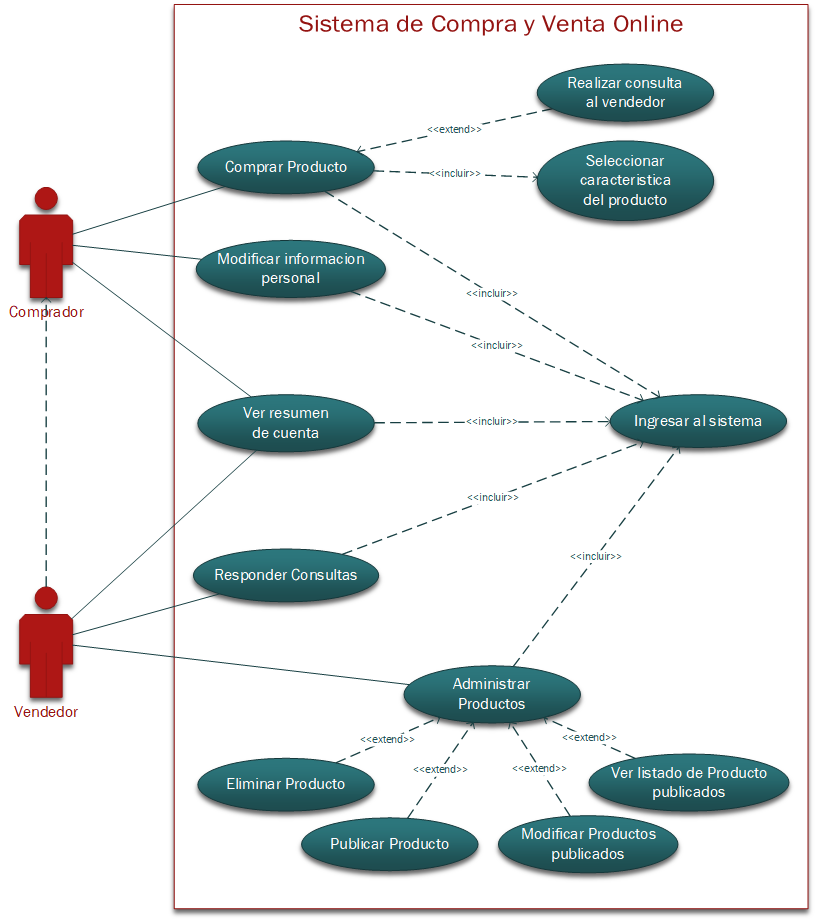 Sistema de Compra y Venta Online
Realizar consulta
al vendedor
<<extend>>
Comprar Producto
<<incluir>>
Seleccionar
caracteristica
del producto
Modificar informacion
personal
<<incluir>>
Comprador
<<incluir>>
Ver resumen
de cuenta
<<incluir>>
Ingresar al sistema
<<incluir>>
<<incluir>>
Responder Consultas
Vendedor
Administrar
Productos
<<extend>>
<<extend>>
<<extend>>
<<extend>>
Eliminar Producto
Ver listado de Producto
publicados
Publicar Producto
Modificar Productos
publicados